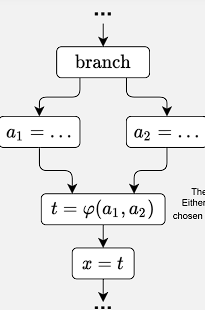 ...
branch
a₁ = ...
a₂ = ...
t = φ(a₁, a₂)
The
Either
chosen
x = t
...